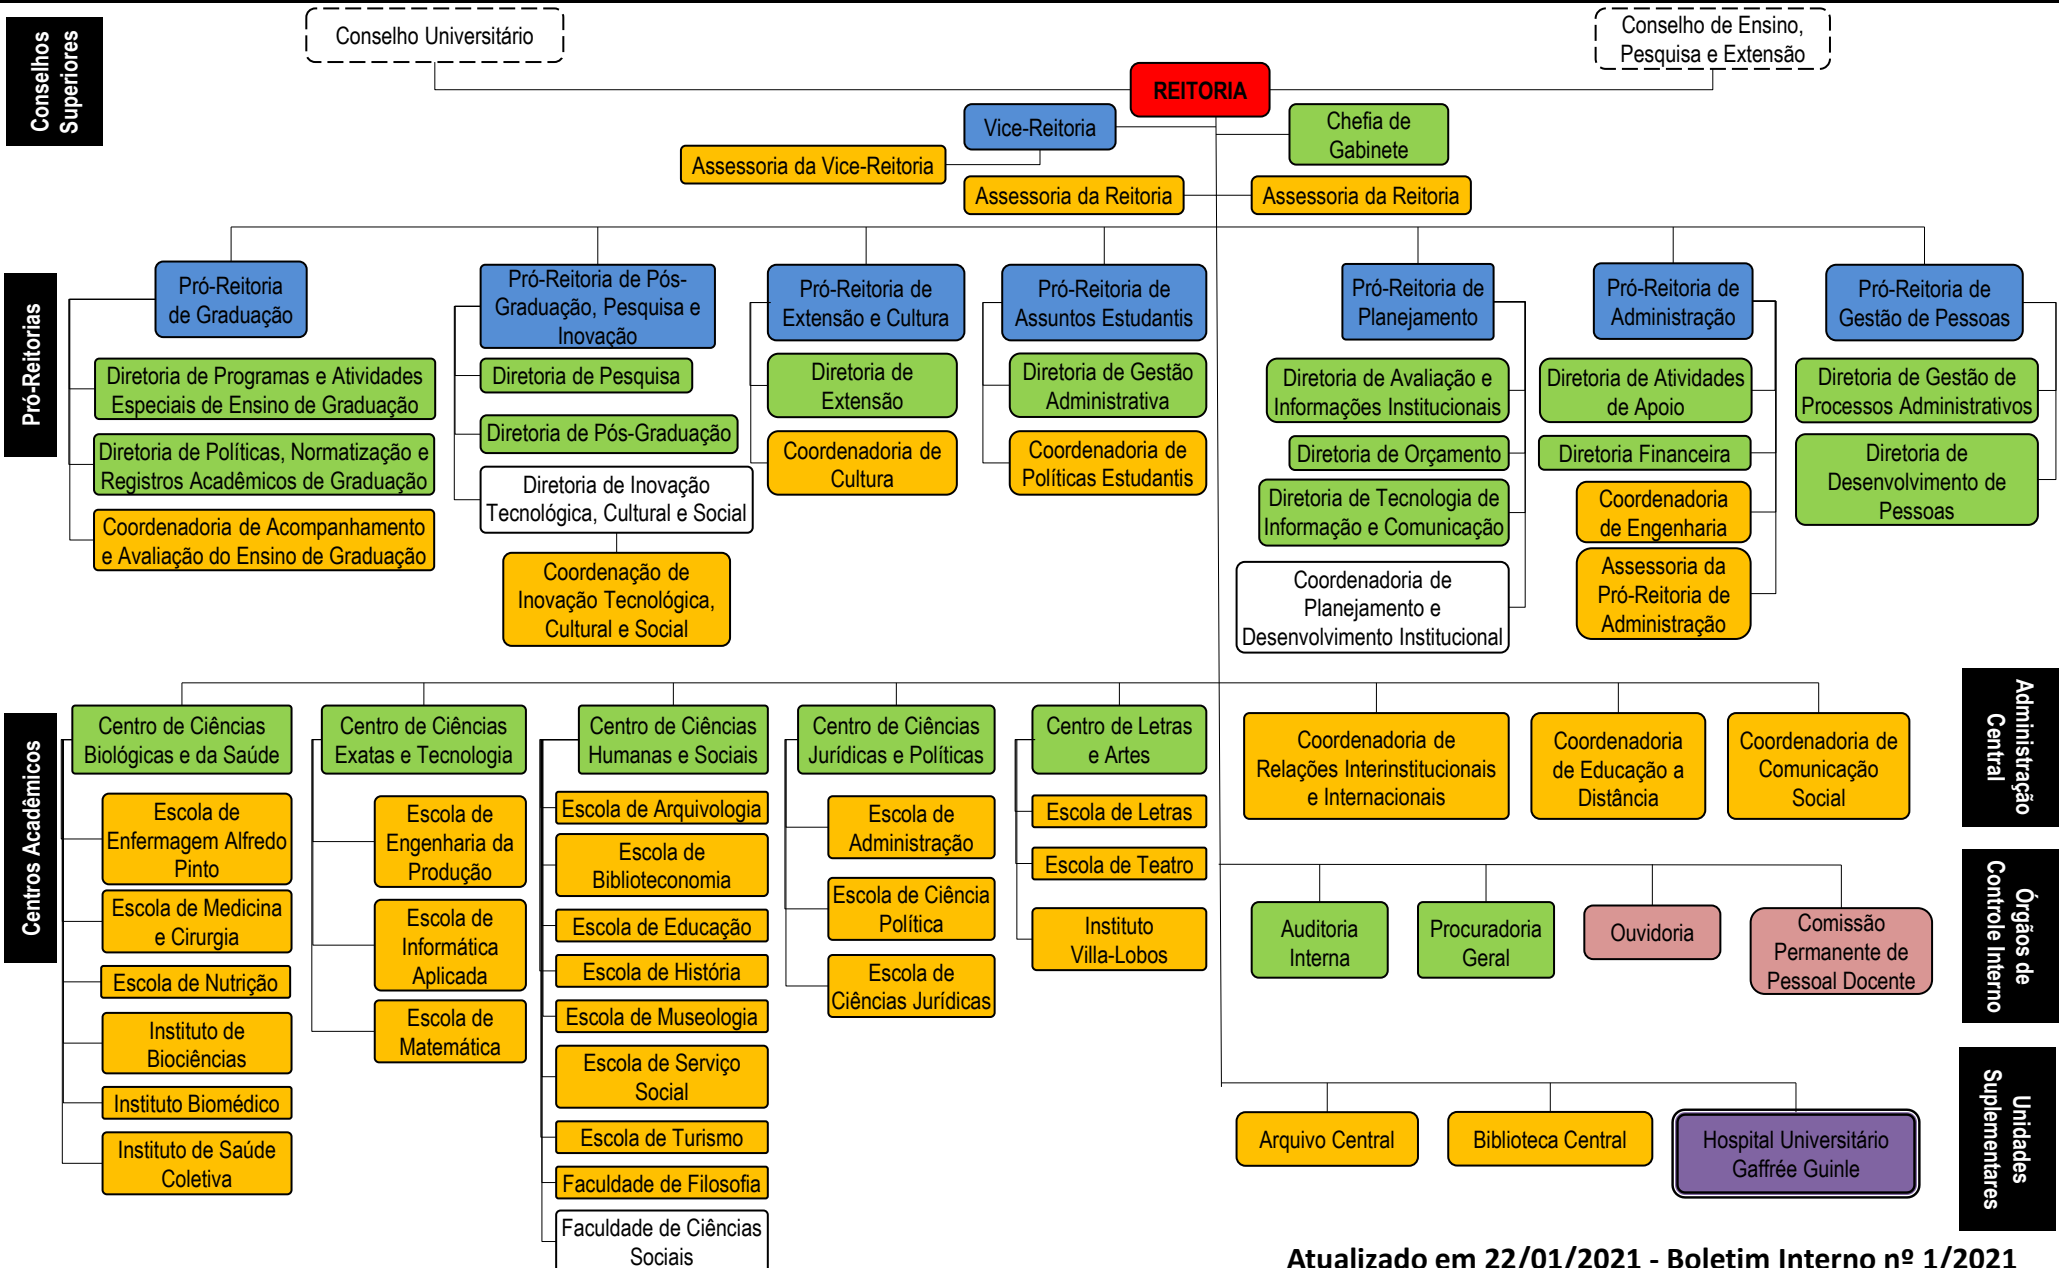 Conselhos
Superiores
Conselho Universitário
Conselho de Ensino,
Pesquisa e Extensão
REITORIA
Vice-Reitoria
Chefia de
Gabinete
Assessoria da Vice-Reitoria
Assessoria da Reitoria
Assessoria da Reitoria
Pró-Reitorias
Pró-Reitoria
de Graduação
Diretoria de Programas e Atividades
Especiais de Ensino de Graduação
Diretoria de Políticas, Normatização e
Registros Acadêmicos de Graduação
Coordenadoria de Acompanhamento
e Avaliação do Ensino de Graduação
Pró-Reitoria de Pós-
Graduação, Pesquisa e
Inovação
Diretoria de Pesquisa
Diretoria de Pós-Graduação
Diretoria de Inovação
Tecnológica, Cultural e Social
Coordenação de
Inovação Tecnológica,
Cultural e Social
Pró-Reitoria de
Extensão e Cultura
Diretoria de
Extensão
Coordenadoria de
Cultura
Pró-Reitoria de
Assuntos Estudantis
Diretoria de Gestão
Administrativa
Coordenadoria de
Políticas Estudantis
Pró-Reitoria de
Planejamento
Diretoria de Avaliação e
Informações Institucionais
Diretoria de Orçamento
Diretoria de Tecnologia de
Informação e Comunicação
Coordenadoria de
Planejamento e
Desenvolvimento Institucional
Pró-Reitoria de
Administração
Diretoria de Atividades
de Apoio
Diretoria Financeira
Coordenadoria
de Engenharia
Assessoria da
Pró-Reitoria de
Administração
Pró-Reitoria de
Gestão de Pessoas
Diretoria de Gestão de
Processos Administrativos
Diretoria de
Desenvolvimento de
Pessoas
Centros Acadêmicos
Centro de Ciências
Biológicas e da Saúde
Escola de
Enfermagem Alfredo
Pinto
Escola de Medicina
e Cirurgia
Escola de Nutrição
Instituto de
Biociências
Instituto Biomédico
Instituto de Saúde
Coletiva
Centro de Ciências
Exatas e Tecnologia
Escola de
Engenharia da
Produção
Escola de
Informática
Aplicada
Escola de
Matemática
Centro de Ciências
Humanas e Sociais
Escola de Arquivologia
Escola de
Biblioteconomia
Escola de Educação
Escola de História
Escola de Museologia
Escola de Serviço
Social
Escola de Turismo
Faculdade de Filosofia
Faculdade de Ciências
Sociais
Centro de Ciências
Jurídicas e Políticas
Escola de
Administração
Escola de Ciência
Política
Escola de
Ciências Jurídicas
Centro de Letras
e Artes
Escola de Letras
Escola de Teatro
Instituto
Villa-Lobos
Administração
Central
Coordenadoria de
Relações Interinstitucionais
e Internacionais
Coordenadoria
de Educação a
Distância
Coordenadoria de
Comunicação
Social
Órgãos de
Controle Interno
Auditoria
Interna
Procuradoria
Geral
Ouvidoria
Comissão
Permanente de
Pessoal Docente
Unidades
Suplementares
Arquivo Central
Biblioteca Central
Hospital Universitário
Gaffrée Guinle
Atualizado em 22/01/2021 - Boletim Interno nº 1/2021